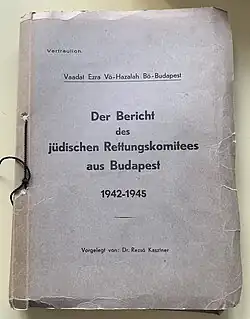 Vertraulich.
Vaadat Ezra Vö-Hazalah Bö-Budapest
Der Bericht
des
jüdischen Rettungskomitees
aus Budapest
1942-1945
Vorgelegt von: Dr. Rezsö Kasztner